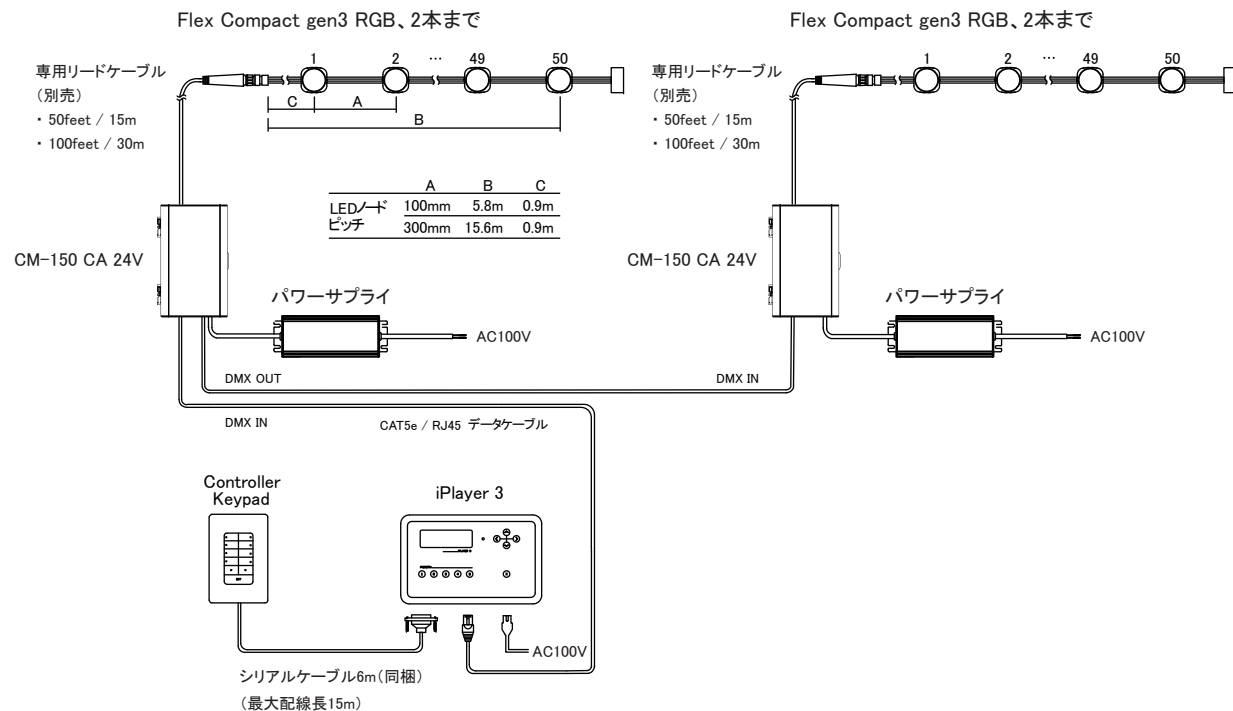 Flex Compact gen3 RGB、2本まで
専用リードケーブル
（別売）
・ 50feet / 15m
・ 100feet / 30m
1 2 … 49 50
C A
B
A B C
LEDノード
ピッチ
100mm 5.8m 0.9m
300mm 15.6m 0.9m
CM-150 CA 24V
パワーサプライ
AC100V
Flex Compact gen3 RGB、2本まで
専用リードケーブル
（別売）
・ 50feet / 15m
・ 100feet / 30m
1 2 … 49 50
CM-150 CA 24V
パワーサプライ
AC100V
DMX OUT
DMX IN
DMX IN
CAT5e / RJ45 データケーブル
Controller
Keypad
iPlayer 3
AC100V
シリアルケーブル6m（同梱）
（最大配線長15m）